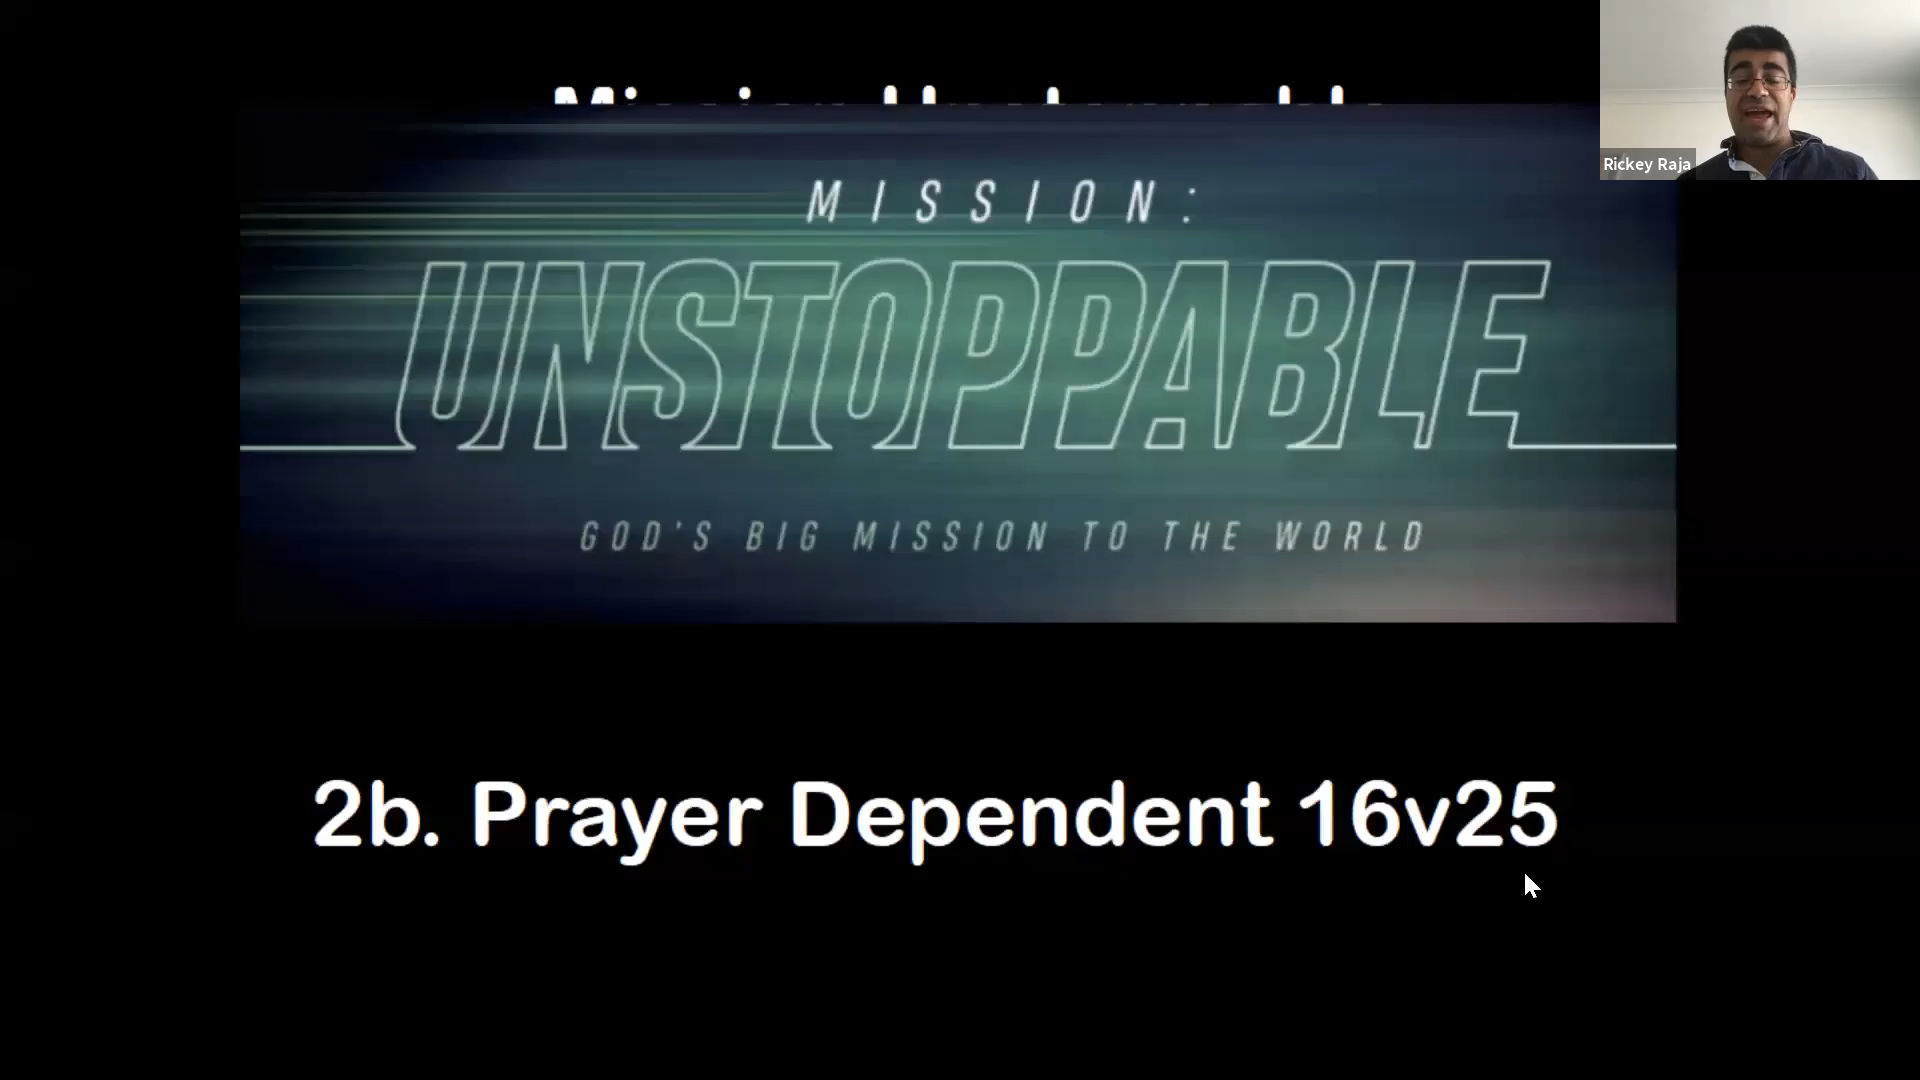 Rickey Raja
MISSION:
UNSTOPPABLE
GOD'S BIG MISSION TO THE WORLD
2b. Prayer Dependent 16v25